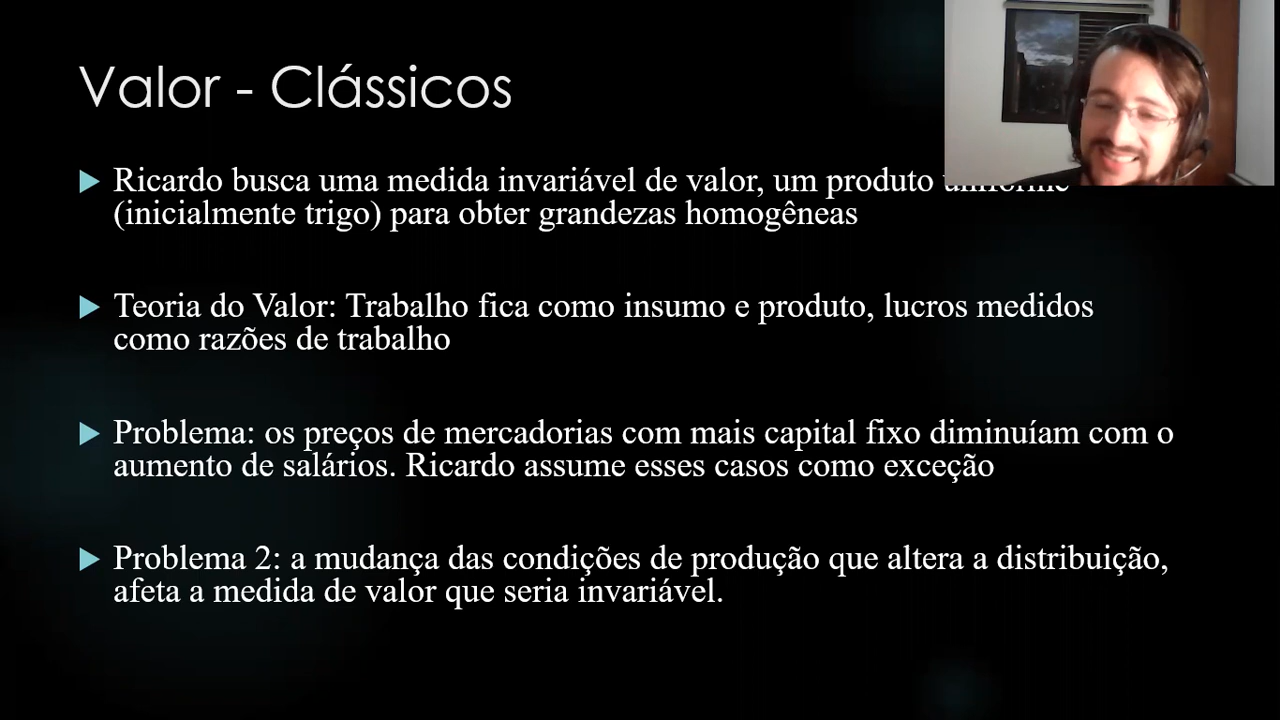 Valor - Clássicos
Ricardo busca uma medida invariável de valor, um produto
(inicialmente trigo) para obter grandezas homogêneas
Teoria do Valor: Trabalho fica como insumo e produto, lucros medidos
como razões de trabalho
Problema: os preços de mercadorias com mais capital fixo diminuíam com o
aumento de salários. Ricardo assume esses casos como exceção
Problema 2: a mudança das condições de produção que altera a distribuição,
afeta a medida de valor que seria invariável.